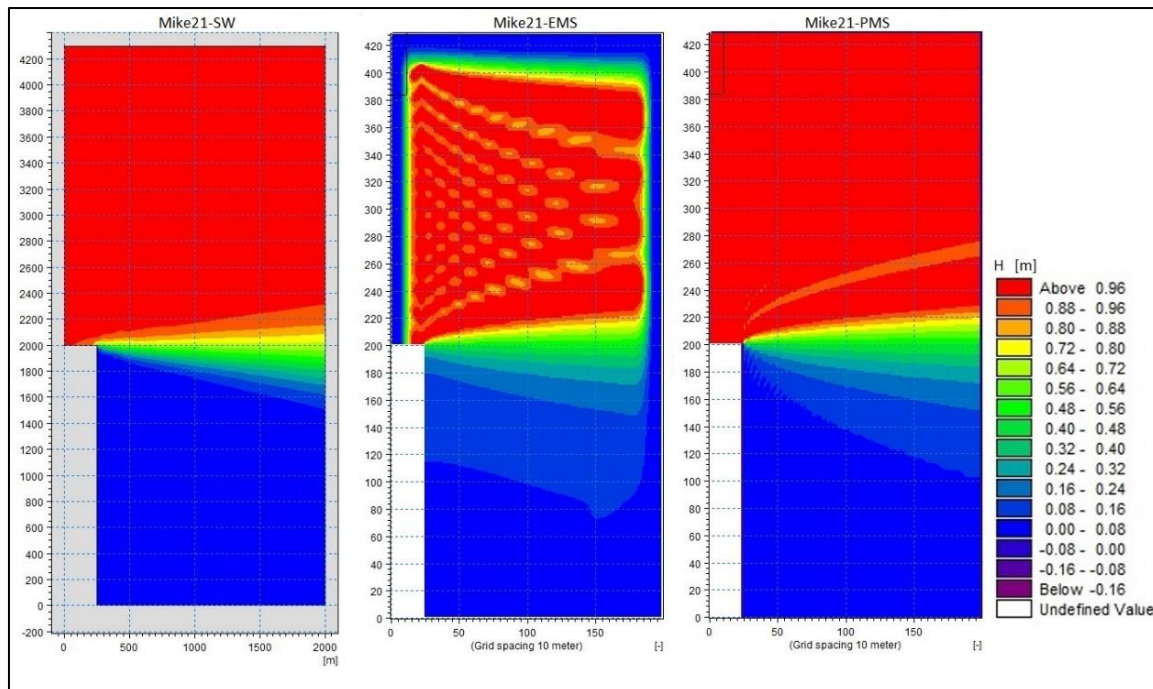 Mike21-SW
4200
4000
3800
3600
3400
3200
3000
2800
2600
2400
2200
2000
1800
1600
1400
1200
1000
800
600
400
200
0
-200
0 500 1000 1500 2000
[m]
Mike21-EMS
420
400
380
360
340
320
300
280
260
240
220
200
180
160
140
120
100
80
60
40
20
0
0 50 100 150
(Grid spacing 10 meter) [-]
Mike21-PMS
420
400
380
360
340
320
300
280
260
240
220
200
180
160
140
120
100
80
60
40
20
0
0 50 100 150
(Grid spacing 10 meter) [-]
H [m]
Above 0.96
0.88 - 0.96
0.80 - 0.88
0.72 - 0.80
0.64 - 0.72
0.56 - 0.64
0.48 - 0.56
0.40 - 0.48
0.32 - 0.40
0.24 - 0.32
0.16 - 0.24
0.08 - 0.16
0.00 - 0.08
-0.08 - 0.00
-0.16 - -0.08
Below -0.16
Undefined Value